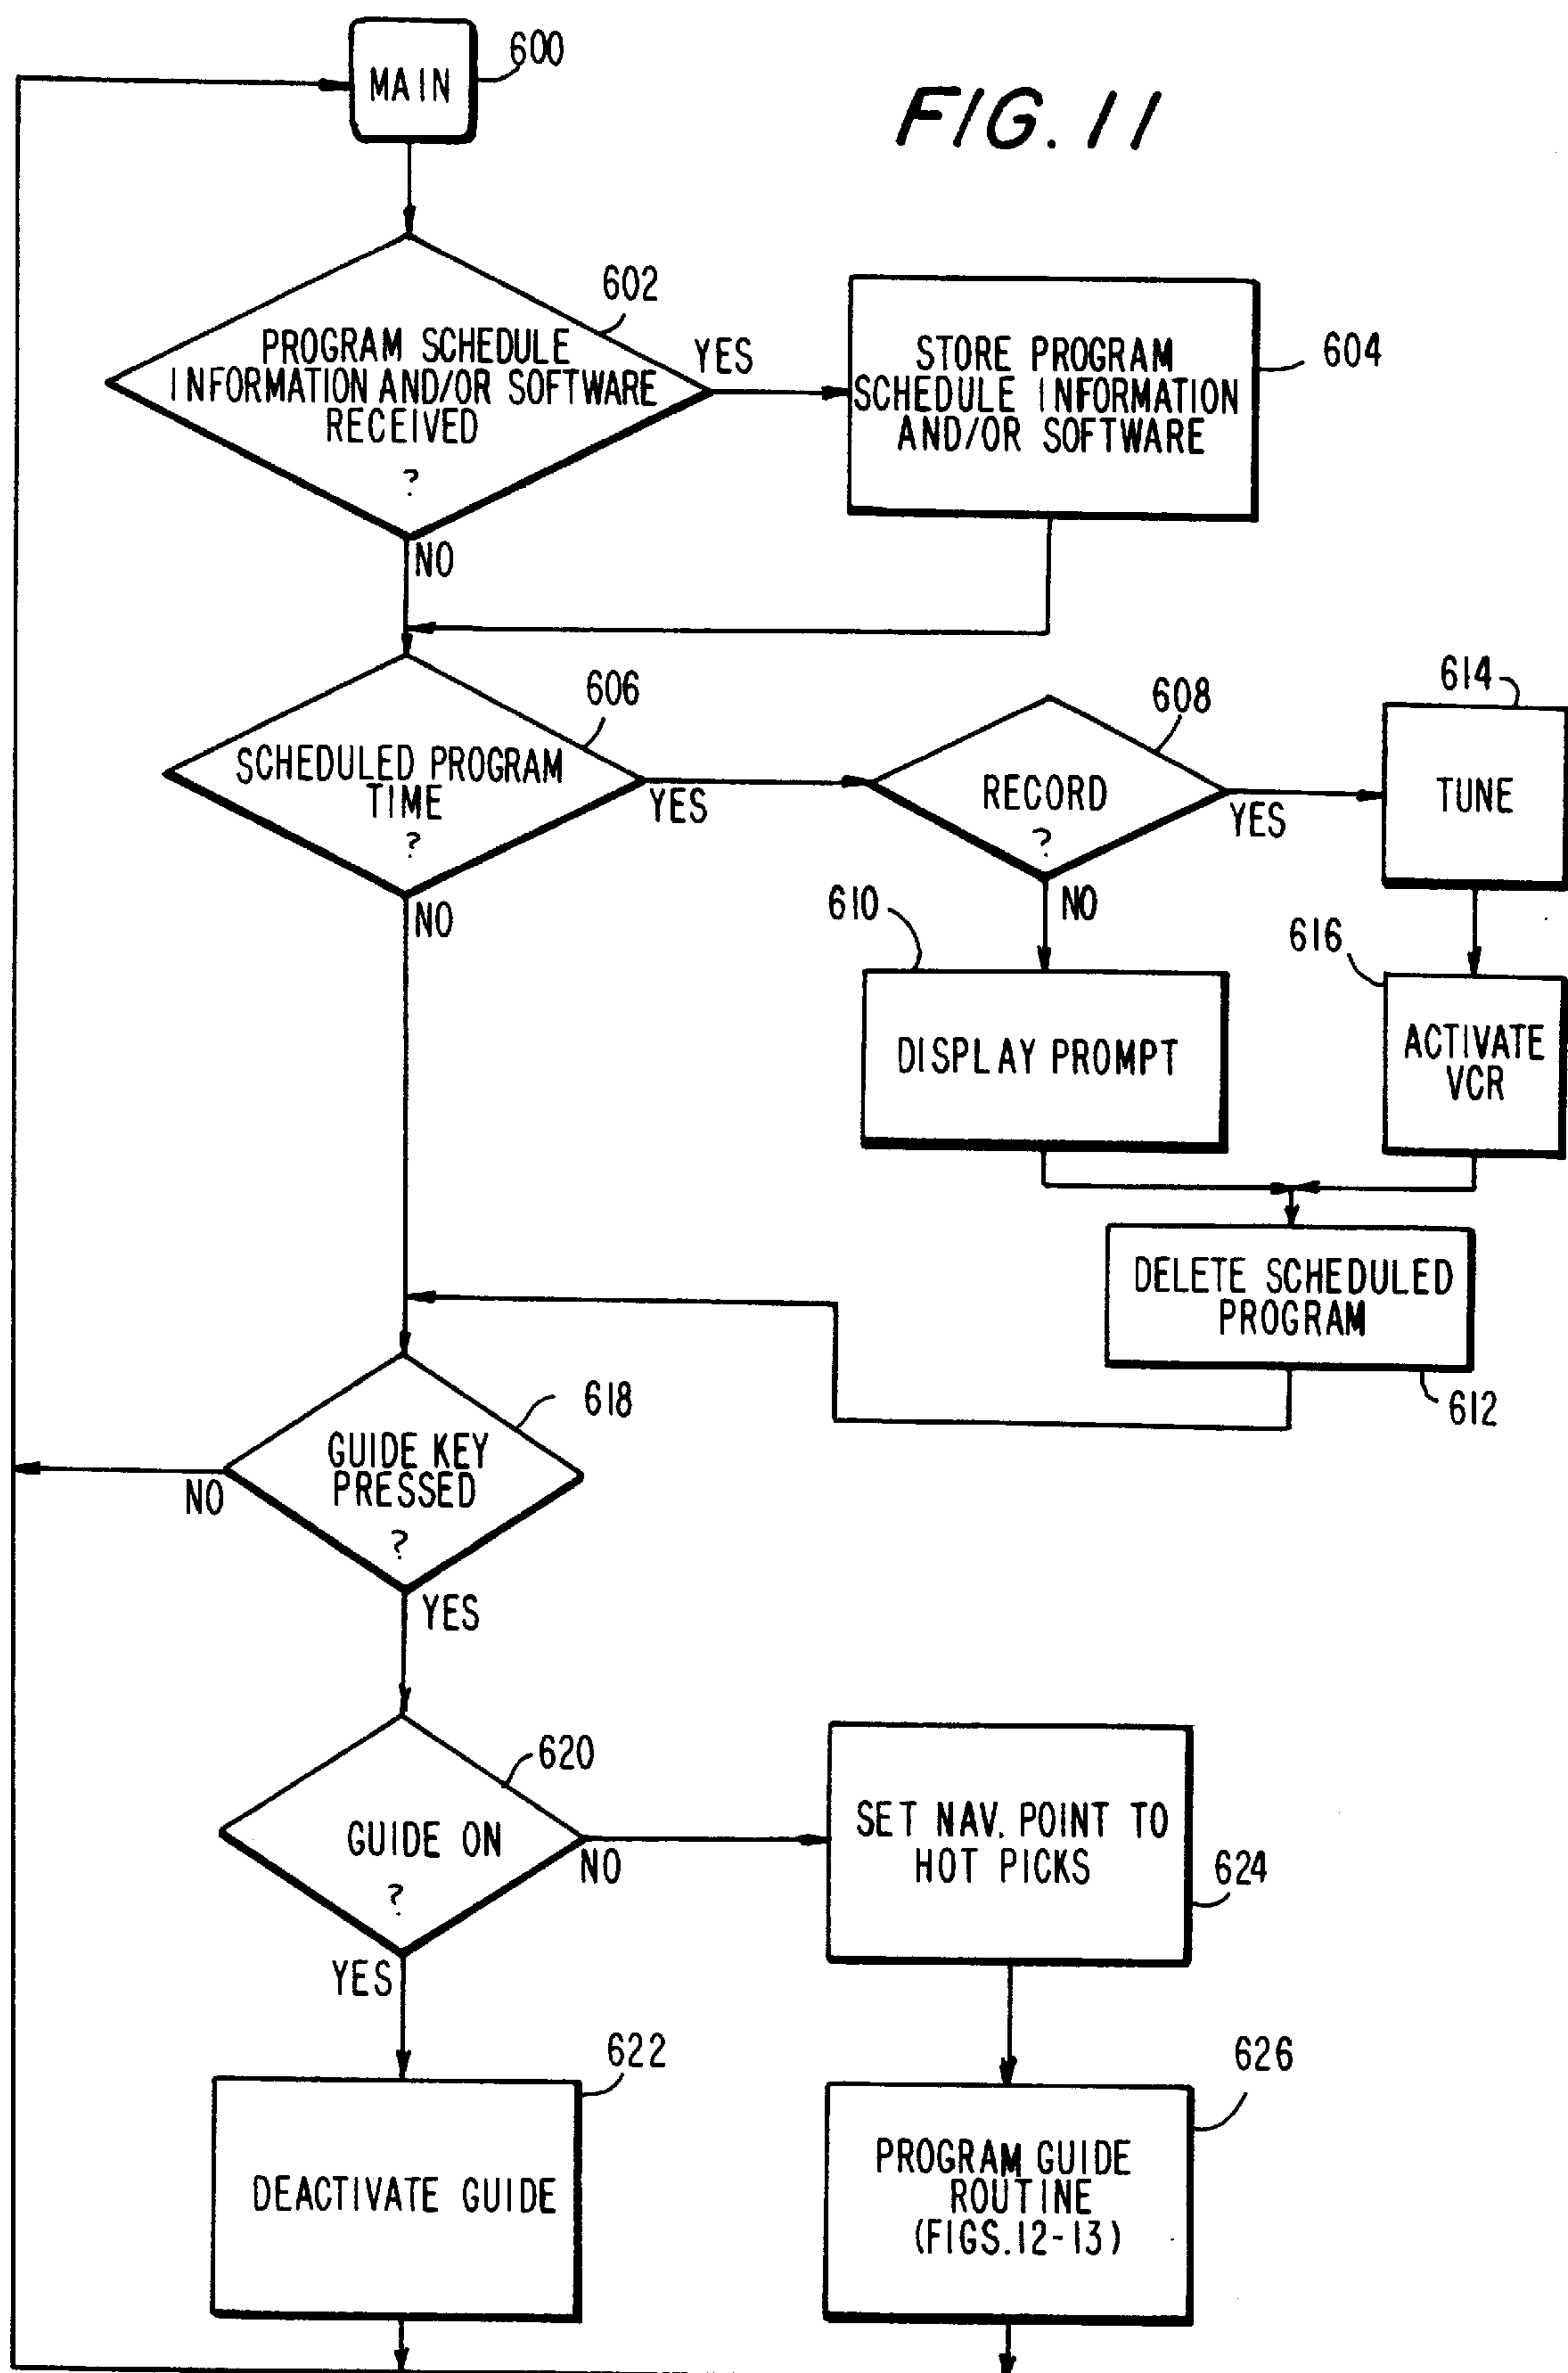 FIG. 11
MAIN
600
602
PROGRAM SCHEDULE
INFORMATION AND/OR SOFTWARE
RECEIVED
?
YES
NO
STORE PROGRAM
SCHEDULE INFORMATION
AND/OR SOFTWARE
604
606
SCHEDULED PROGRAM
TIME
?
YES
NO
608
RECORD
?
YES
NO
614
TUNE
610
DISPLAY PROMPT
616
ACTIVATE
VCR
DELETE SCHEDULED
PROGRAM
612
618
GUIDE KEY
PRESSED
?
NO
YES
620
GUIDE ON
?
NO
YES
SET NAV. POINT TO
HOT PICKS
624
622
DEACTIVATE GUIDE
626
PROGRAM GUIDE
ROUTINE
(FIGS.12-13)